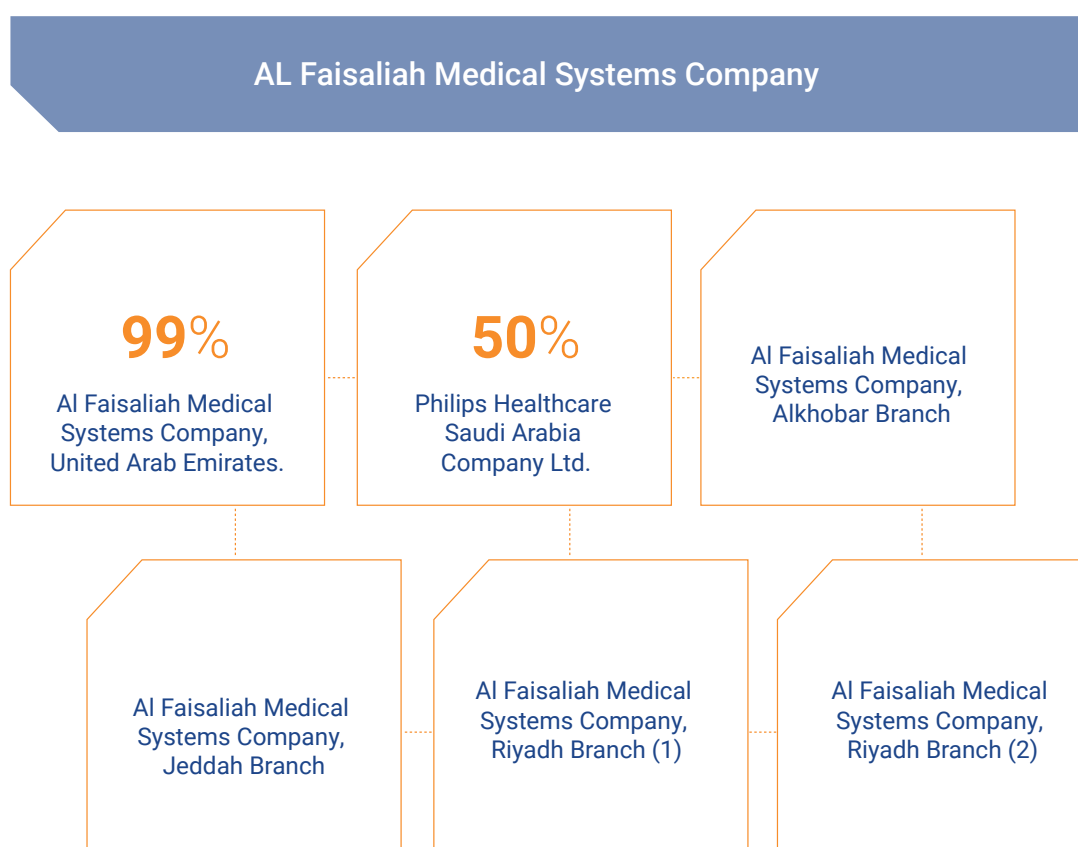 AL Faisaliah Medical Systems Company
99%
Al Faisaliah Medical
Systems Company,
United Arab Emirates.
50%
Philips Healthcare
Saudi Arabia
Company Ltd.
Al Faisaliah Medical
Systems Company,
Alkhobar Branch
Al Faisaliah Medical
Systems Company,
Jeddah Branch
Al Faisaliah Medical
Systems Company,
Riyadh Branch (1)
Al Faisaliah Medical
Systems Company,
Riyadh Branch (2)